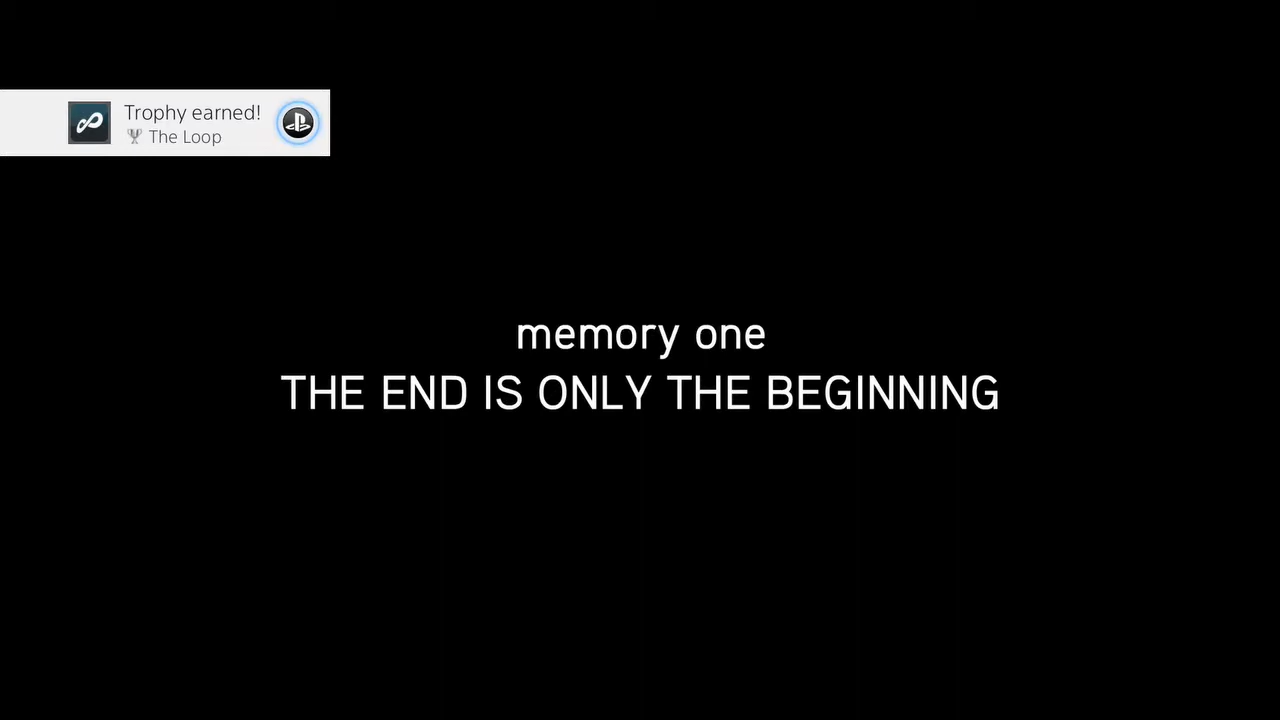 Trophy earned!
The Loop
memory one
THE END IS ONLY THE BEGINNING